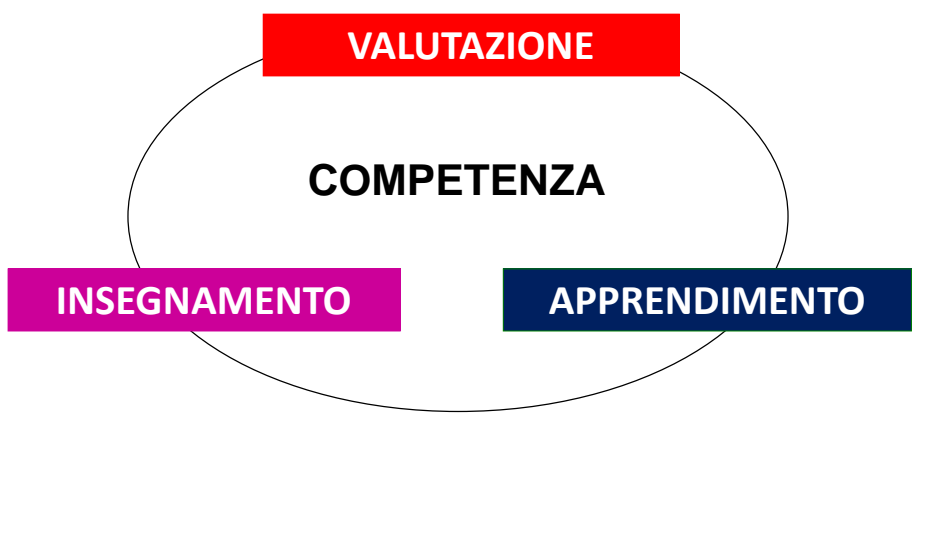 VALUTAZIONE
COMPETENZA
INSEGNAMENTO
APPRENDIMENTO